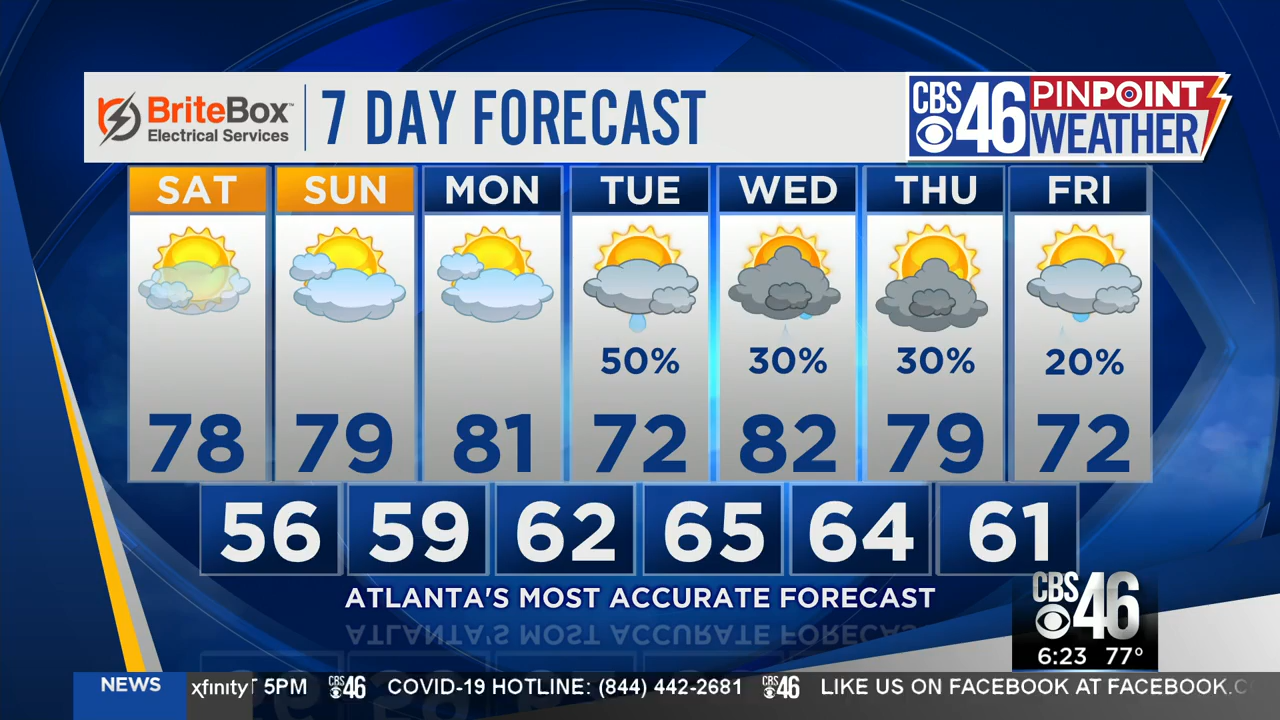 BriteBox™
Electrical Services
7 DAY FORECAST
CBS 46 PINPOINT WEATHER
SAT SUN MON TUE WED THU FRI
50% 30% 30% 20%
78 79 81 72 82 79 72
56 59 62 65 64 61
ATLANTA'S MOST ACCURATE FORECAST
CBS 46
6:23 77°
NEWS xfinity 5PM CBS 46 COVID-19 HOTLINE: (844) 442-2681 CBS 46 LIKE US ON FACEBOOK AT FACEBOOK.C